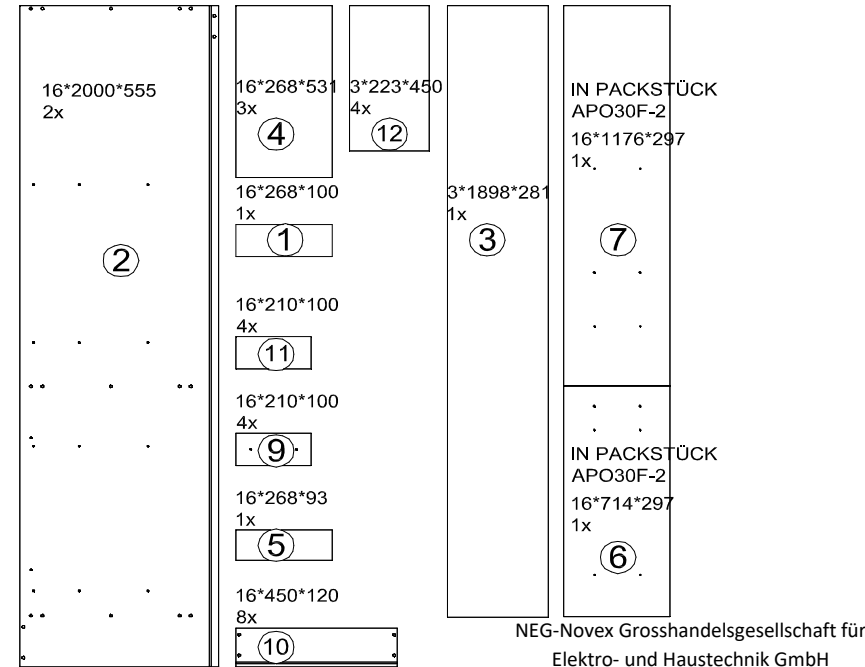 16*2000*555
2x
2
16*268*531
3x
4
3*223*450
4x
12
16*268*100
1x
1
16*210*100
4x
11
16*210*100
4x
9
16*268*93
1x
5
16*450*120
8x
10
3*1898*281
1x
3
IN PACKSTÜCK
APO30F-2
16*1176*297
1x
7
IN PACKSTÜCK
APO30F-2
16*714*297
1x
6
NEG-Novex Grosshandelsgesellschaft für
Elektro- und Haustechnik GmbH